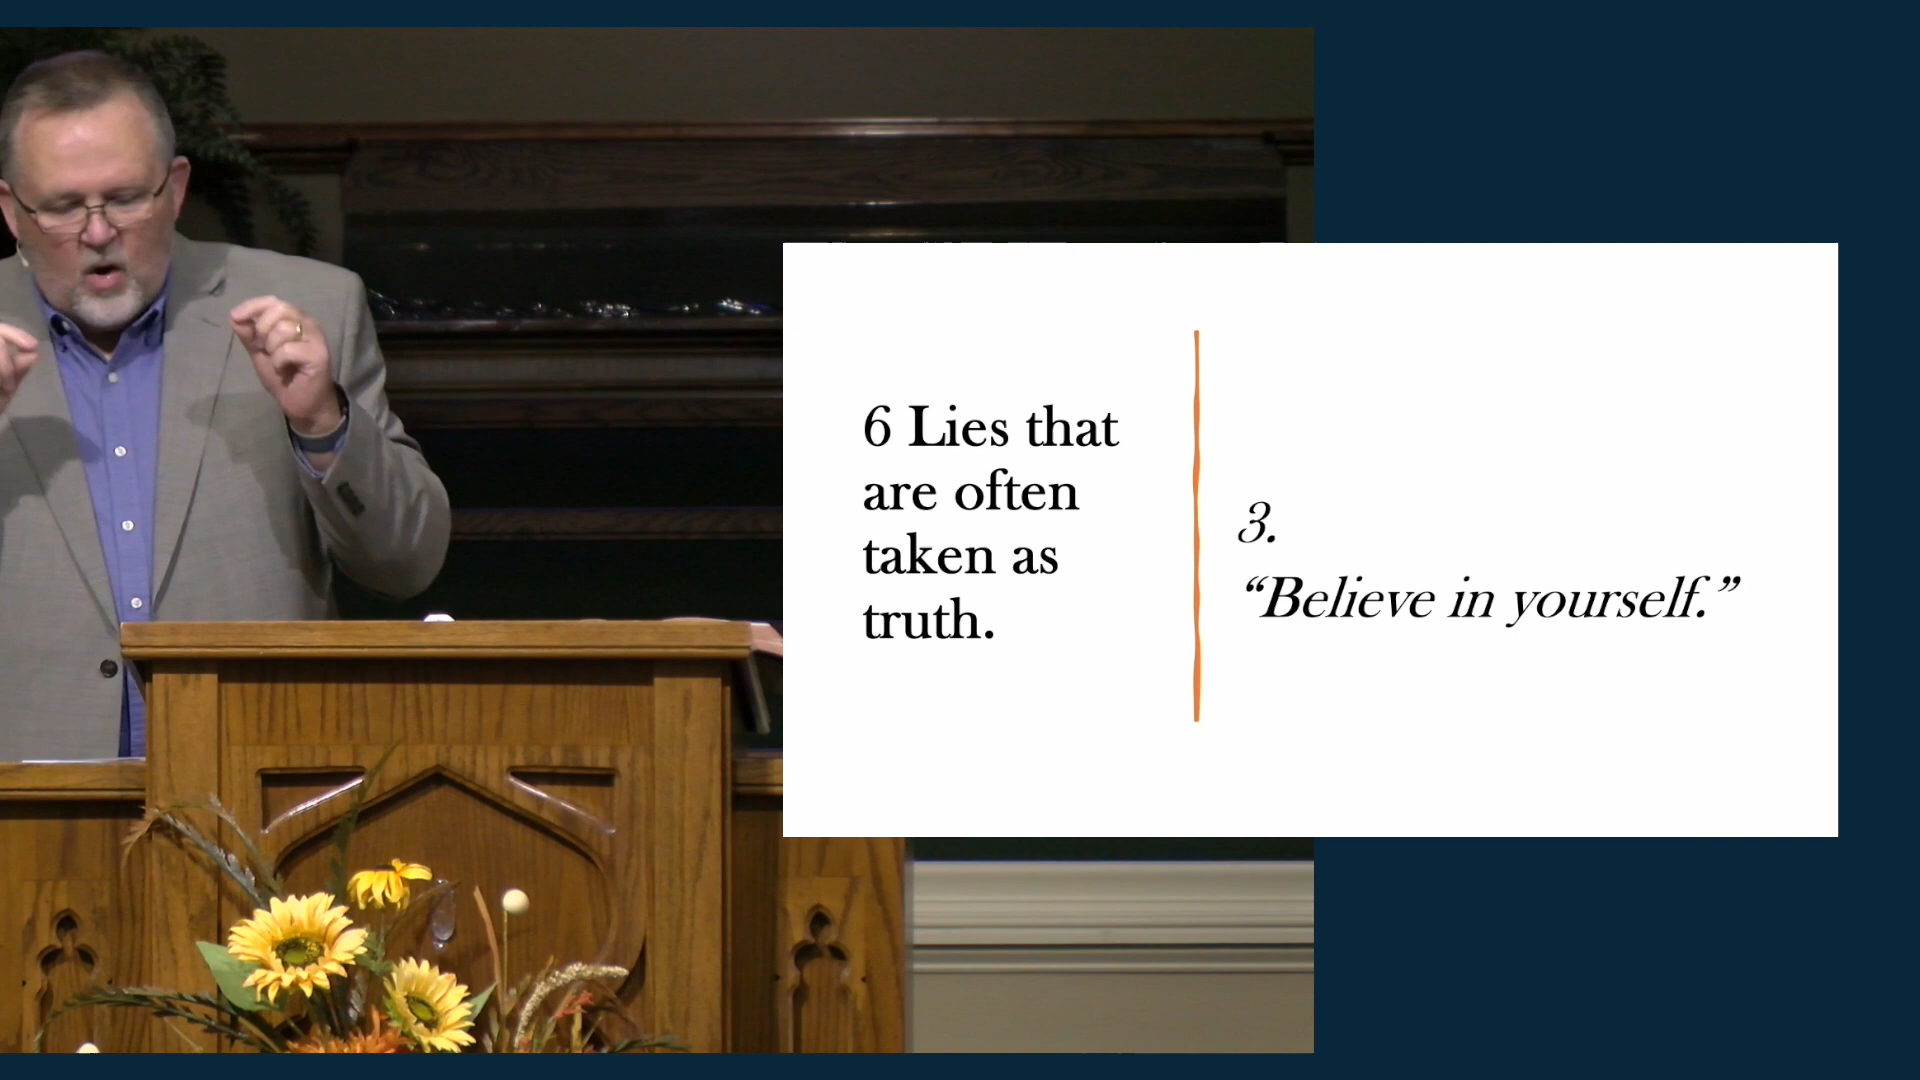 6 Lies that
are often
taken as
truth.
3.
“Believe in yourself.”